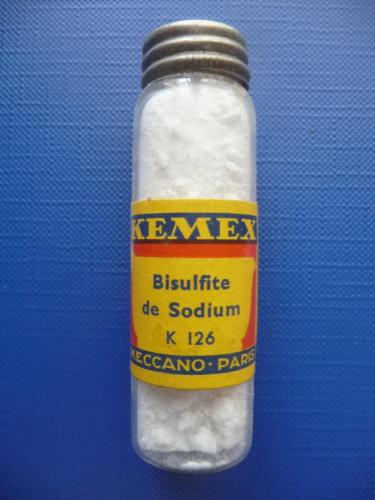 KEMEX
Bisulfite
de Sodium
K 126
MECCANO · PARIS